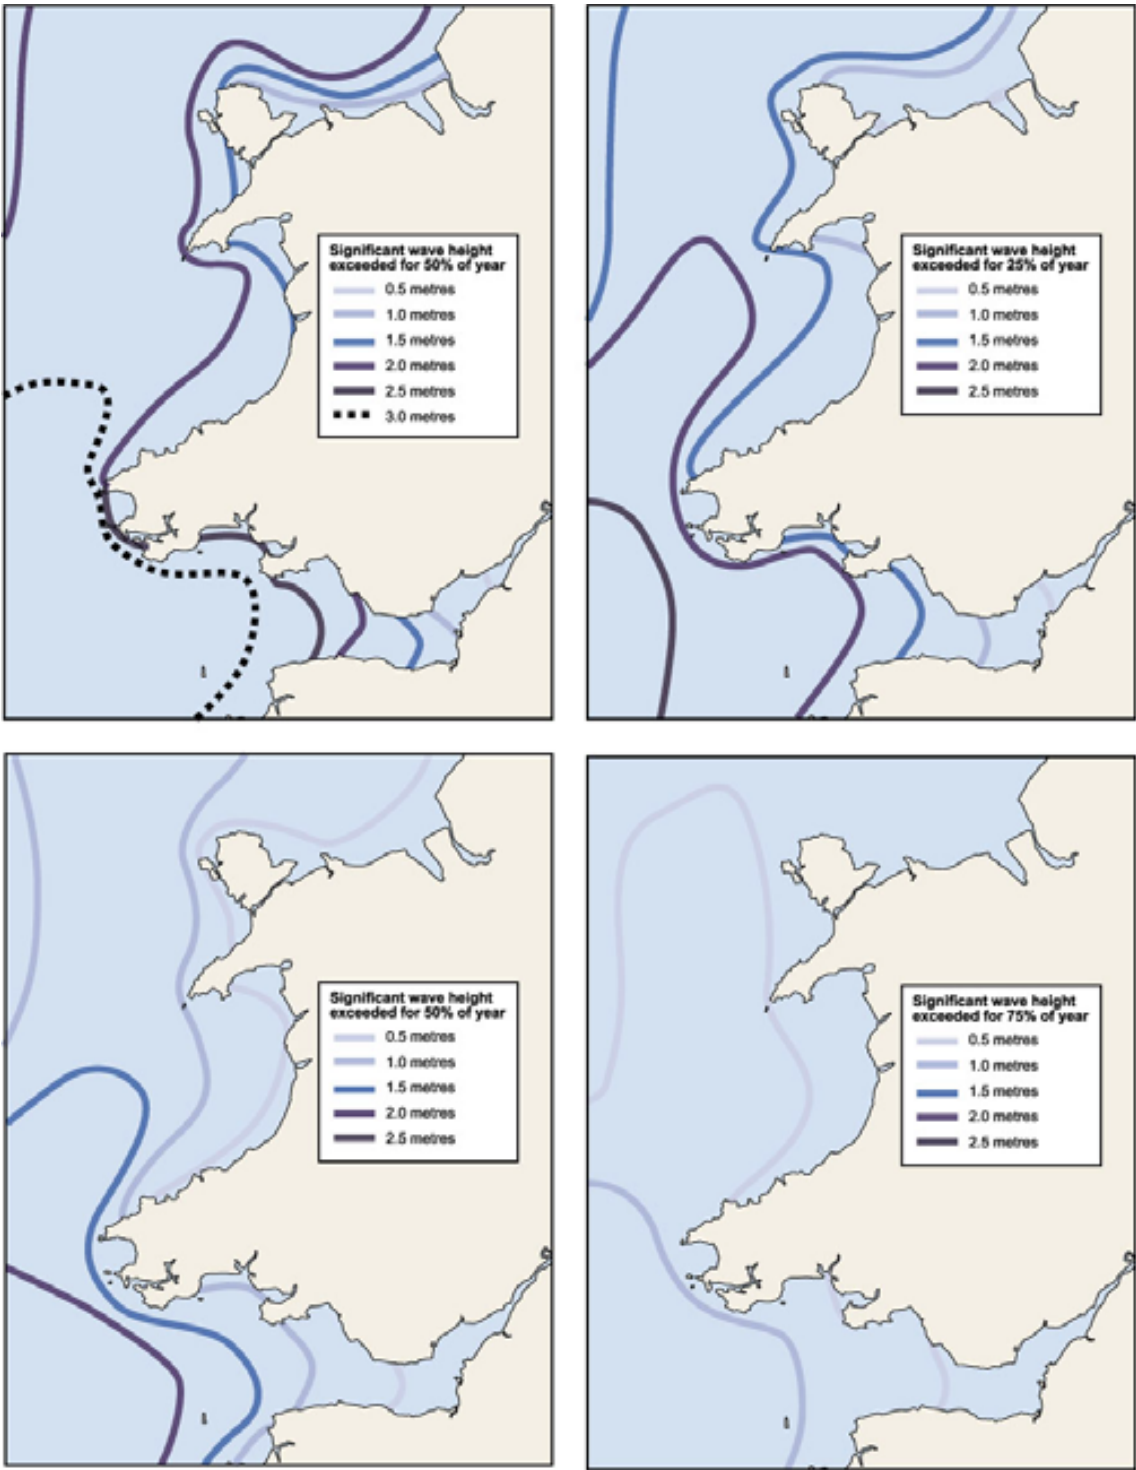 Significant wave height
exceeded for 50% of year
0.5 metres
1.0 metres
1.5 metres
2.0 metres
2.5 metres
3.0 metres
Significant wave height
exceeded for 25% of year
0.5 metres
1.0 metres
1.5 metres
2.0 metres
2.5 metres
Significant wave height
exceeded for 50% of year
0.5 metres
1.0 metres
1.5 metres
2.0 metres
2.5 metres
Significant wave height
exceeded for 75% of year
0.5 metres
1.0 metres
1.5 metres
2.0 metres
2.5 metres